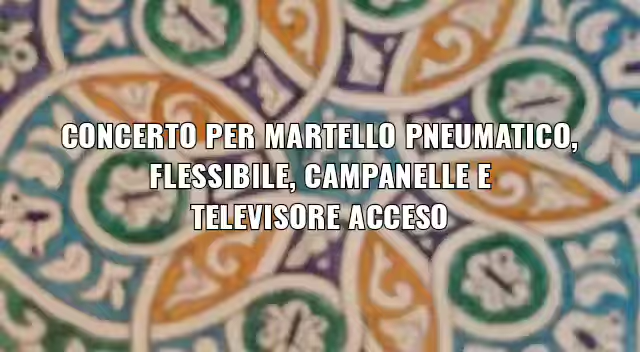 CONCERTO PER MARTELLO PNEUMATICO,
FLESSIBILE, CAMPANELLE E
TELEVISORE ACCESO